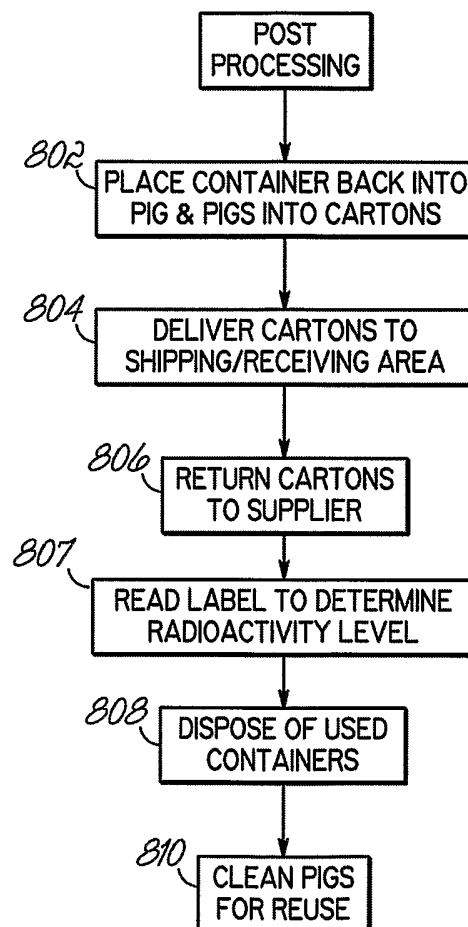 POST
PROCESSING
802
PLACE CONTAINER BACK INTO
PIG & PIGS INTO CARTONS
804
DELIVER CARTONS TO
SHIPPING/RECEIVING AREA
806
RETURN CARTONS
TO SUPPLIER
807
READ LABEL TO DETERMINE
RADIOACTIVITY LEVEL
808
DISPOSE OF USED
CONTAINERS
810
CLEAN PIGS
FOR REUSE